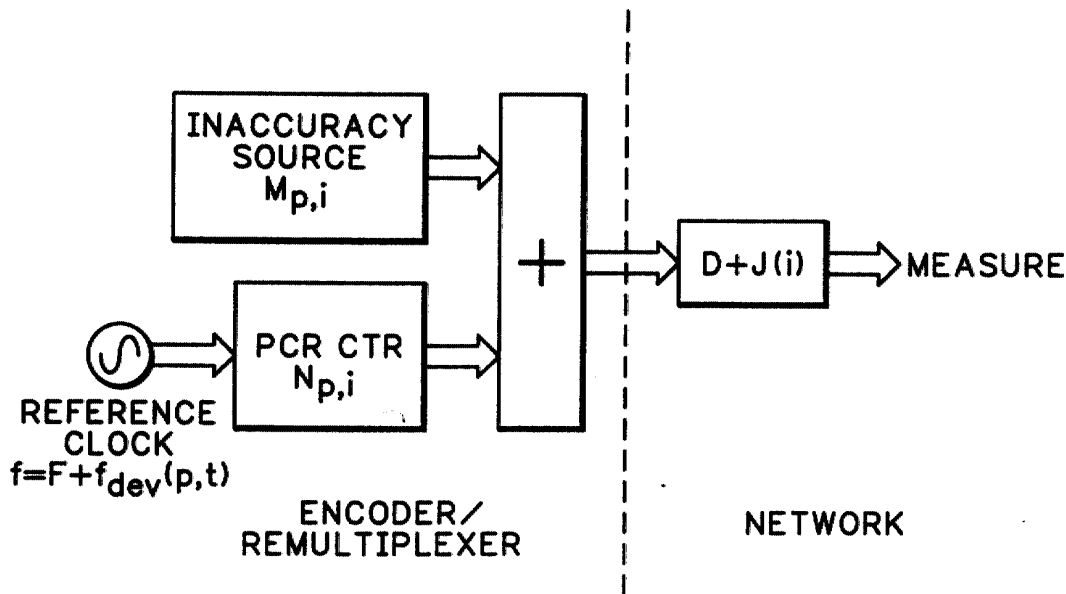 INACCURACY
SOURCE
Mp,i
+
D+J(i)
MEASURE
PCR CTR
Np,i
REFERENCE
CLOCK
f=F+fdev(p,t)
ENCODER/
REMULTIPLEXER
NETWORK